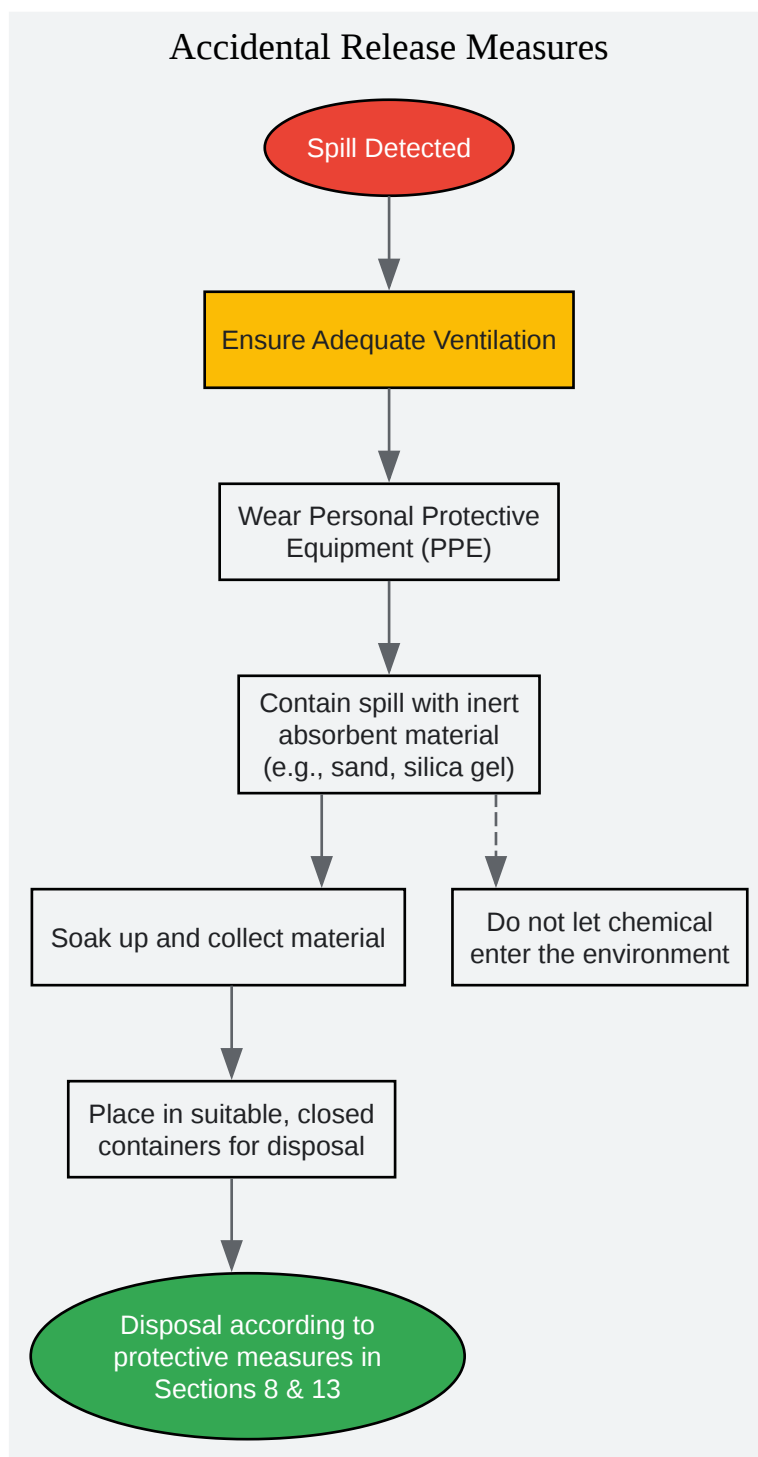 Accidental Release Measures
Spill Detected
Ensure Adequate Ventilation
Wear Personal Protective
Equipment (PPE)
Contain spill with inert
absorbent material
(e.g., sand, silica gel)
Soak up and collect material
Do not let chemical
enter the environment
Place in suitable, closed
containers for disposal
Disposal according to
protective measures in
Sections 8 & 13